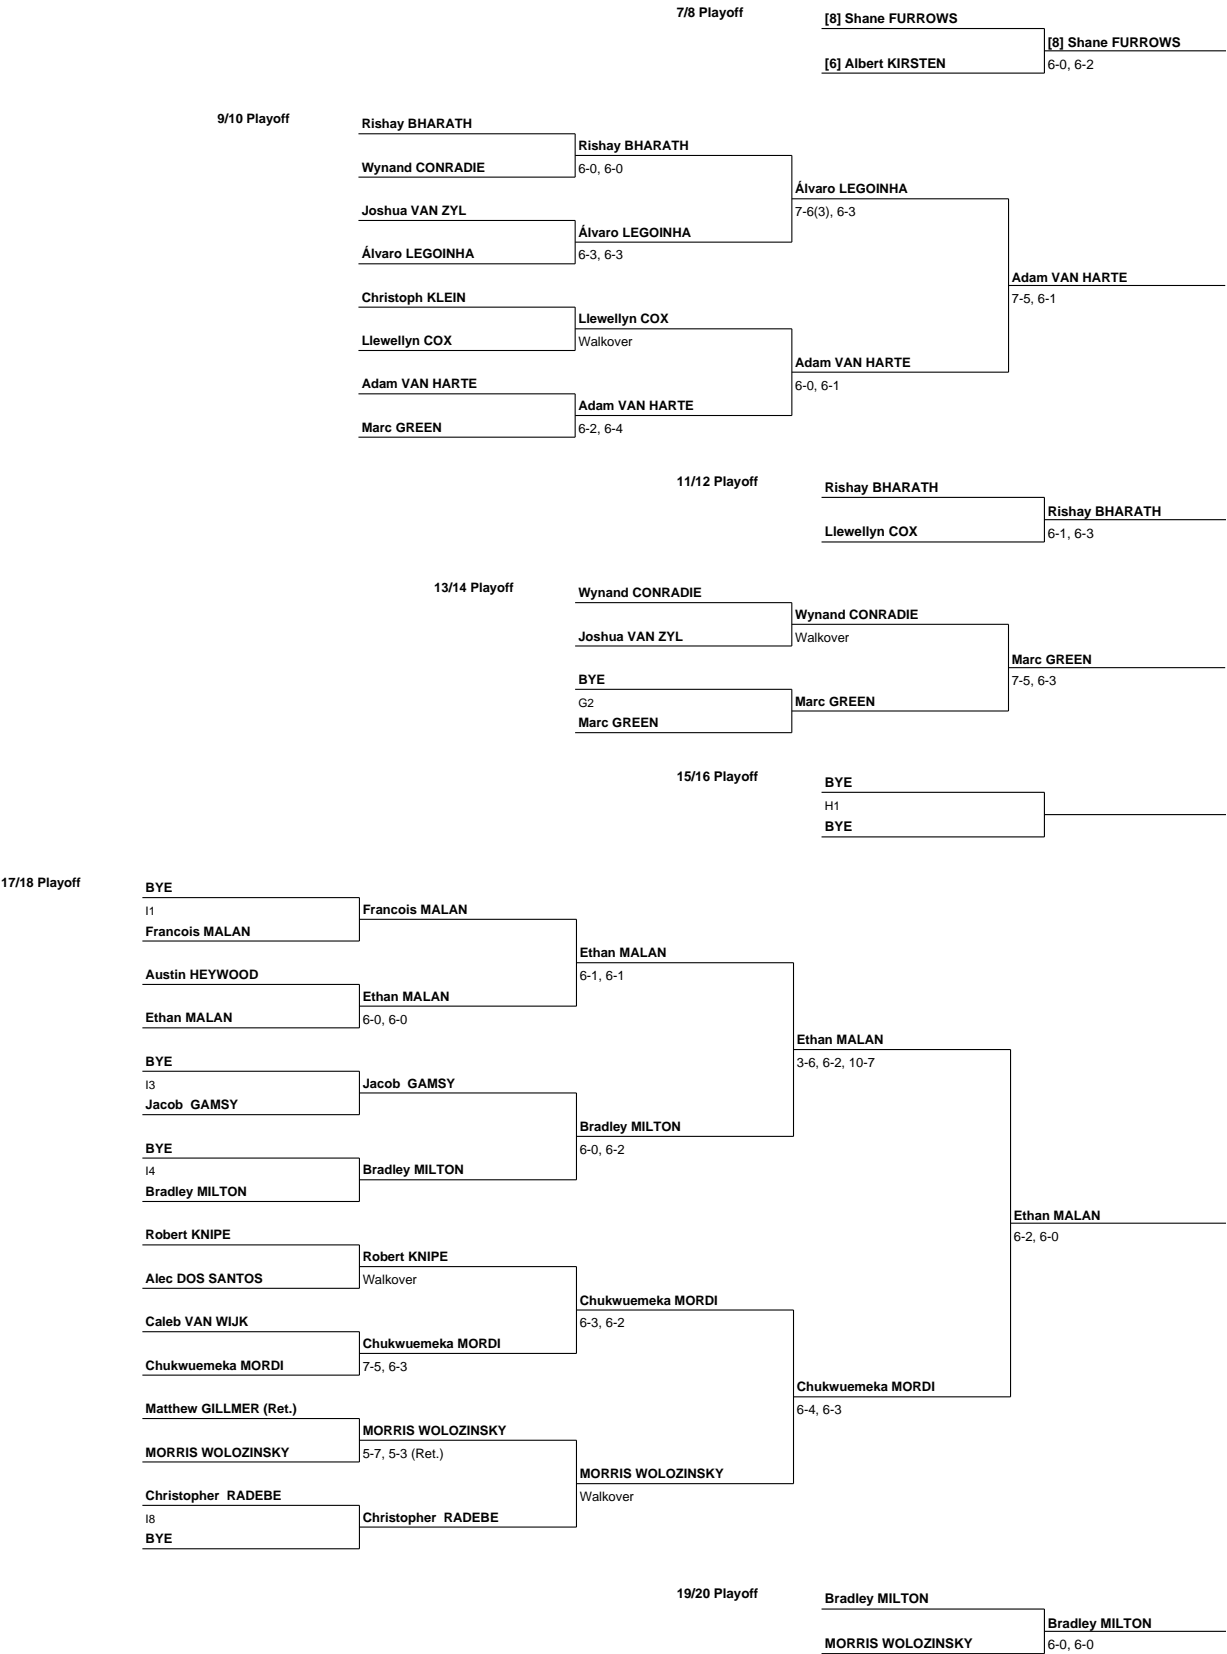 7/8 Playoff
[8] Shane FURROWS
[8] Shane FURROWS
[6] Albert KIRSTEN
6-0, 6-2
9/10 Playoff
Rishay BHARATH
Rishay BHARATH
Wynand CONRADIE
6-0, 6-0
Álvaro LEGOINHA
Joshua VAN ZYL
7-6(3), 6-3
Álvaro LEGOINHA
Álvaro LEGOINHA
6-3, 6-3
Adam VAN HARTE
Christoph KLEIN
7-5, 6-1
Llewellyn COX
Llewellyn COX
Walkover
Adam VAN HARTE
Adam VAN HARTE
6-0, 6-1
Adam VAN HARTE
Marc GREEN
6-2, 6-4
11/12 Playoff
Rishay BHARATH
Rishay BHARATH
Llewellyn COX
6-1, 6-3
13/14 Playoff
Wynand CONRADIE
Wynand CONRADIE
Joshua VAN ZYL
Walkover
Marc GREEN
BYE
7-5, 6-3
G2
Marc GREEN
Marc GREEN
15/16 Playoff
BYE
H1
BYE
17/18 Playoff
BYE
I1
Francois MALAN
Francois MALAN
Ethan MALAN
Austin HEYWOOD
6-1, 6-1
Ethan MALAN
Ethan MALAN
6-0, 6-0
Ethan MALAN
BYE
3-6, 6-2, 10-7
I3
Jacob GAMSY
Jacob GAMSY
Bradley MILTON
BYE
6-0, 6-2
I4
Bradley MILTON
Bradley MILTON
Ethan MALAN
Robert KNIPE
6-2, 6-0
Robert KNIPE
Alec DOS SANTOS
Walkover
Chukwuemeka MORDI
Caleb VAN WIJK
6-3, 6-2
Chukwuemeka MORDI
Chukwuemeka MORDI
7-5, 6-3
Chukwuemeka MORDI
Matthew GILLMER (Ret.)
6-4, 6-3
MORRIS WOLOZINSKY
MORRIS WOLOZINSKY
5-7, 5-3 (Ret.)
MORRIS WOLOZINSKY
Christopher RADEBE
Walkover
I8
Christopher RADEBE
BYE
19/20 Playoff
Bradley MILTON
Bradley MILTON
MORRIS WOLOZINSKY
6-0, 6-0